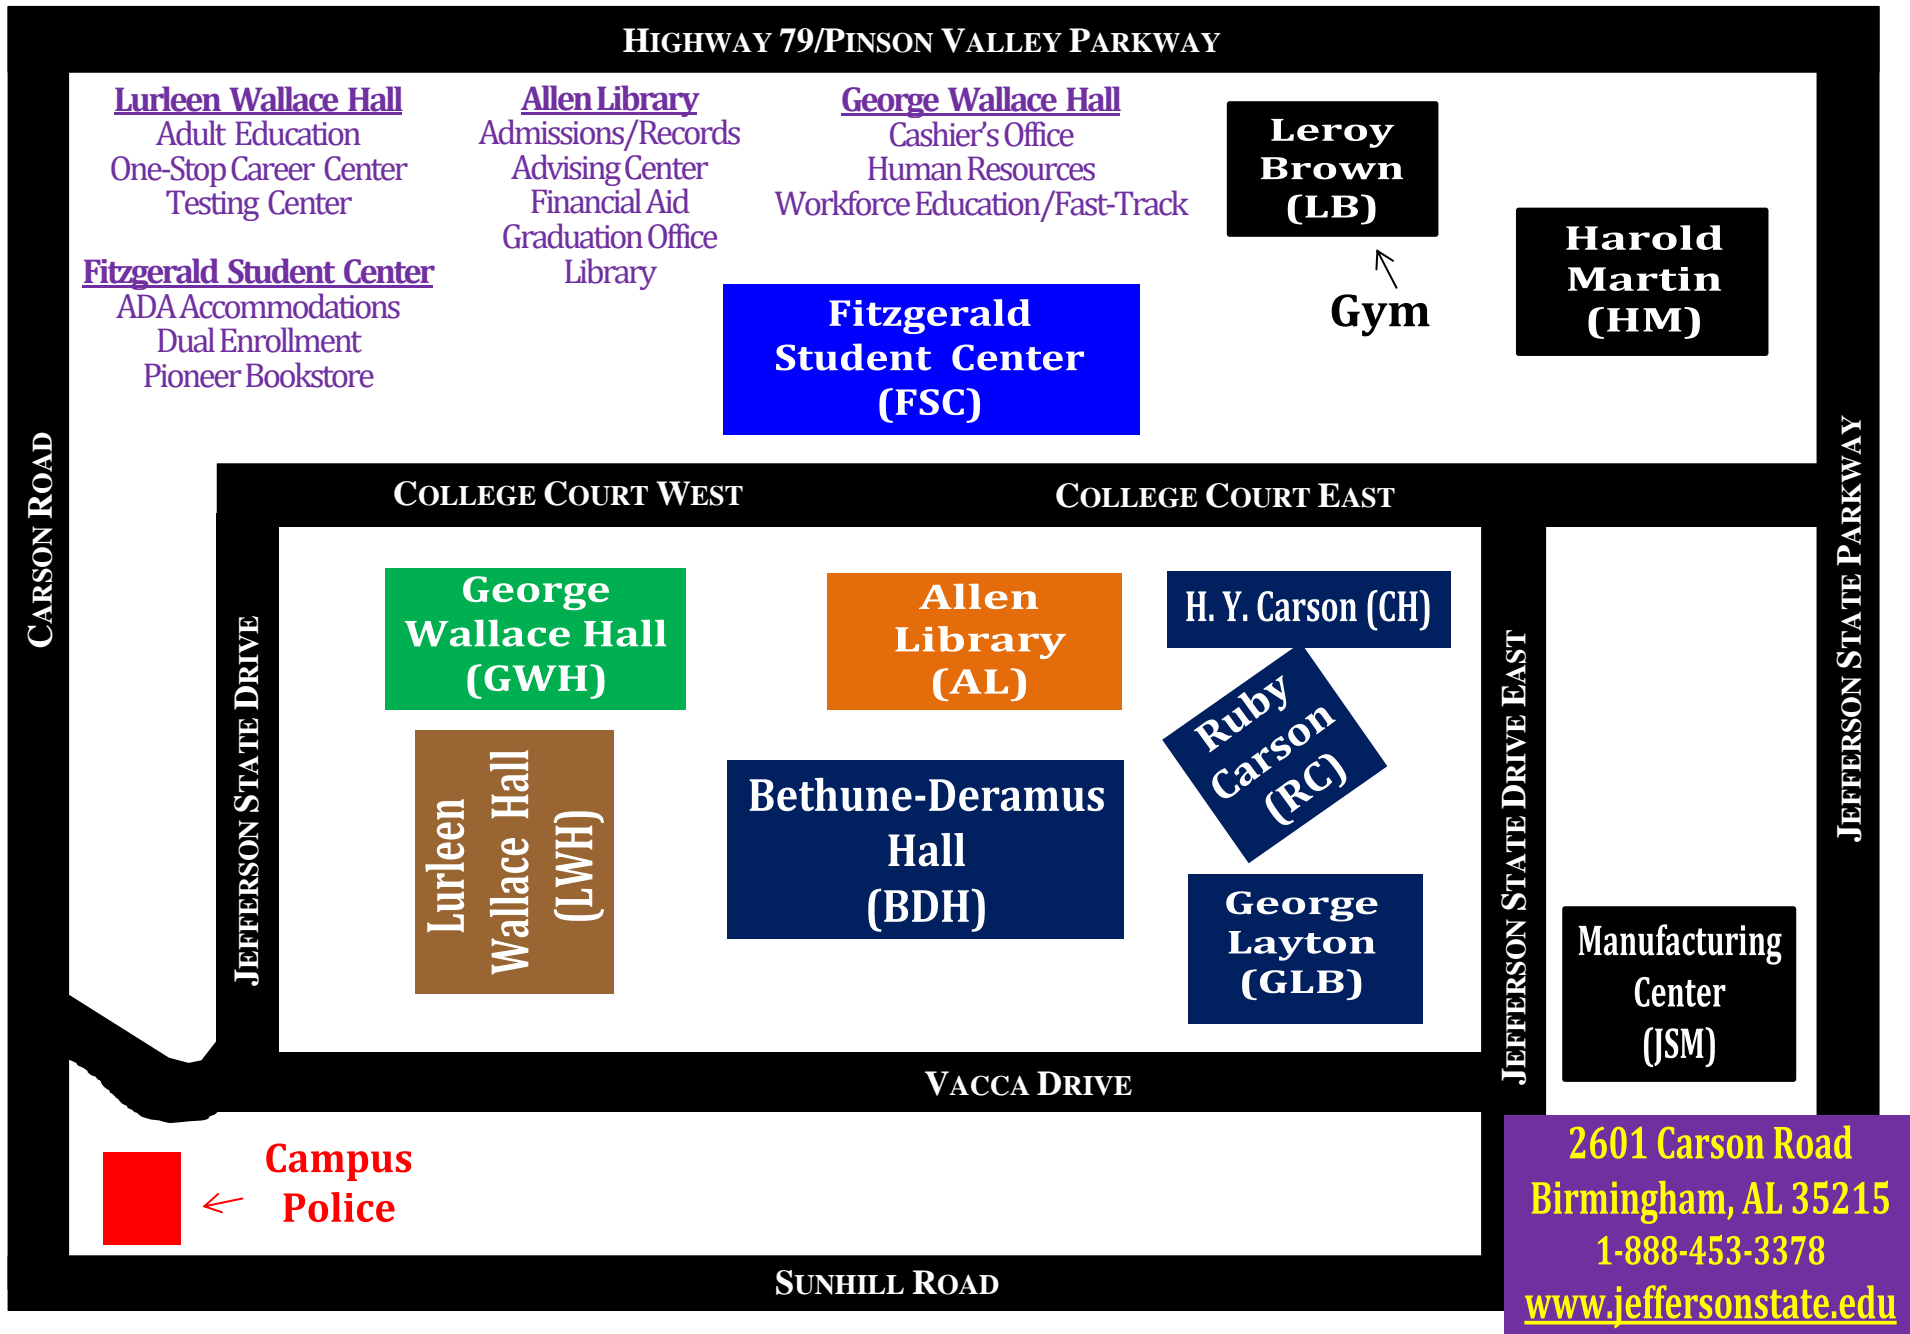 HIGHWAY 79/PINSON VALLEY PARKWAY
Lurleen Wallace Hall
Adult Education
One-Stop Career Center
Testing Center
Fitzgerald Student Center
ADA Accommodations
Dual Enrollment
Pioneer Bookstore
Allen Library
Admissions/Records
Advising Center
Financial Aid
Graduation Office
Library
George Wallace Hall
Cashier's Office
Human Resources
Workforce Education/Fast-Track
Leroy
Brown
(LB)
Gym
Harold
Martin
(HM)
Fitzgerald
Student Center
(FSC)
CARSON ROAD
COLLEGE COURT WEST
COLLEGE COURT EAST
JEFFERSON STATE PARKWAY
JEFFERSON STATE DRIVE
George
Wallace Hall
(GWH)
Allen
Library
(AL)
H. Y. Carson (CH)
Ruby
Carson
(RC)
Lurleen
Wallace Hall
(LWH)
Bethune-Deramus
Hall
(BDH)
George
Layton
(GLB)
JEFFERSON STATE DRIVE EAST
Manufacturing
Center
(JSM)
VACCA DRIVE
Campus
Police
SUNHILL ROAD
2601 Carson Road
Birmingham, AL 35215
1-888-453-3378
www.jeffersonstate.edu